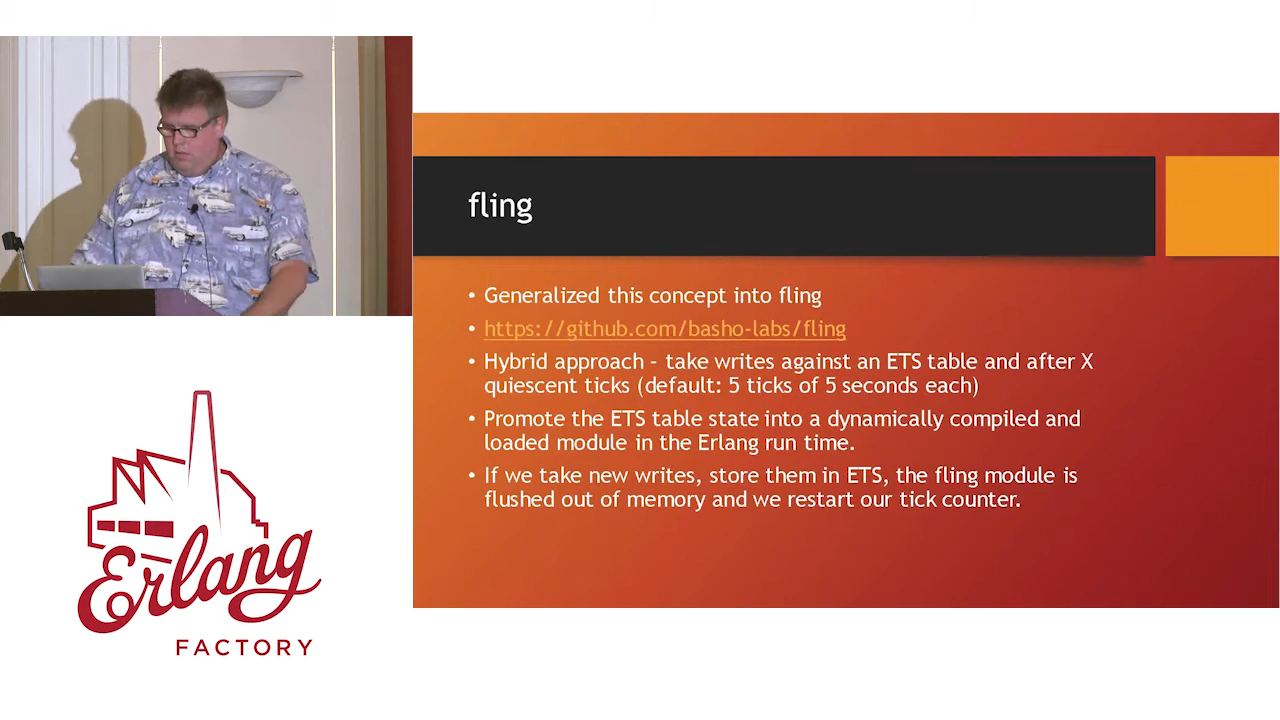 fling
• Generalized this concept into fling
• https://github.com/basho-labs/fling
• Hybrid approach – take writes against an ETS table and after X
quiescent ticks (default: 5 ticks of 5 seconds each)
• Promote the ETS table state into a dynamically compiled and
loaded module in the Erlang run time.
• If we take new writes, store them in ETS, the fling module is
flushed out of memory and we restart our tick counter.
Erlang
FACTORY